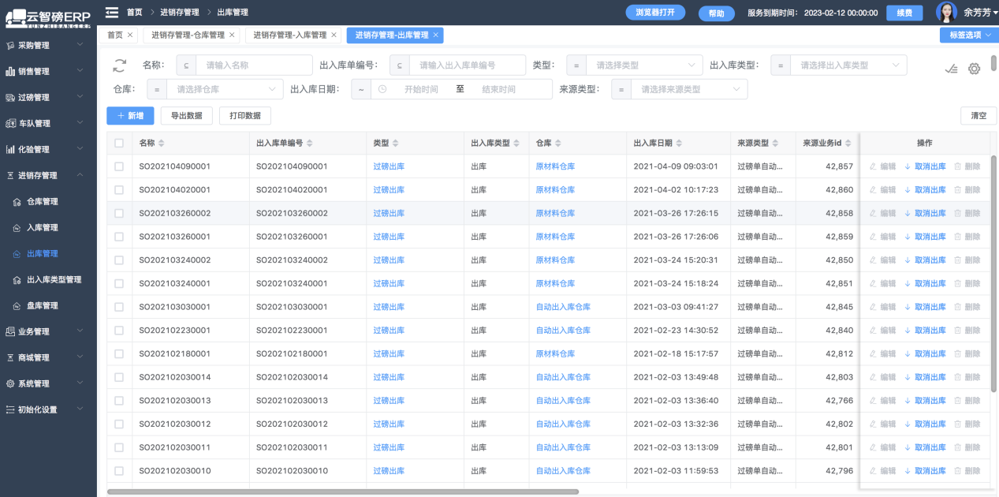 云智磅ERP 首页 > 进销存管理 > 出库管理 浏览器打开 帮助 服务到期时间: 2023-02-12 00:00:00 续费 余芳芳
YUNZHIBANGERP
首页 × 进销存管理-仓库管理 × 进销存管理-入库管理 × 进销存管理-出库管理 × 标签选项
采购管理
销售管理
过磅管理
车队管理
化验管理
进销存管理
仓库管理
入库管理
出库管理
出入库类型管理
盘库管理
业务管理
商城管理
系统管理
初始化设置
名称: ⊂ 请输入名称 出入库单编号: ⊂ 请输入出入库单编号 类型: = 请选择类型 出入库类型: = 请选择出入库类型
仓库: = 请选择仓库 出入库日期: ~ 开始时间 至 结束时间 来源类型: = 请选择来源类型
+ 新增 导出数据 打印数据 清空
名称 出入库单编号 类型 出入库类型 仓库 出入库日期 来源类型 来源业务id 操作
SO202104090001 SO202104090001 过磅出库 出库 原材料仓库 2021-04-09 09:03:01 过磅单自动... 42,857 编辑 取消出库 删除
SO202104020001 SO202104020001 过磅出库 出库 原材料仓库 2021-04-02 10:17:23 过磅单自动... 42,860 编辑 取消出库 删除
SO202103260002 SO202103260002 过磅出库 出库 原材料仓库 2021-03-26 17:26:15 过磅单自动... 42,858 编辑 取消出库 删除
SO202103260001 SO202103260001 过磅出库 出库 原材料仓库 2021-03-26 17:26:06 过磅单自动... 42,859 编辑 取消出库 删除
SO202103240002 SO202103240002 过磅出库 出库 原材料仓库 2021-03-24 15:20:31 过磅单自动... 42,850 编辑 取消出库 删除
SO202103240001 SO202103240001 过磅出库 出库 原材料仓库 2021-03-24 15:18:24 过磅单自动... 42,851 编辑 取消出库 删除
SO202103030001 SO202103030001 过磅出库 出库 自动出入库仓库 2021-03-03 09:41:27 过磅单自动... 42,845 编辑 取消出库 删除
SO202102230001 SO202102230001 过磅出库 出库 自动出入库仓库 2021-02-23 14:30:52 过磅单自动... 42,840 编辑 取消出库 删除
SO202102180001 SO202102180001 过磅出库 出库 原材料仓库 2021-02-18 15:17:57 过磅单自动... 42,812 编辑 取消出库 删除
SO202102030014 SO202102030014 过磅出库 出库 自动出入库仓库 2021-02-03 13:49:48 过磅单自动... 42,803 编辑 取消出库 删除
SO202102030013 SO202102030013 过磅出库 出库 自动出入库仓库 2021-02-03 13:36:40 过磅单自动... 42,766 编辑 取消出库 删除
SO202102030012 SO202102030012 过磅出库 出库 自动出入库仓库 2021-02-03 13:32:36 过磅单自动... 42,802 编辑 取消出库 删除
SO202102030011 SO202102030011 过磅出库 出库 自动出入库仓库 2021-02-03 13:13:09 过磅单自动... 42,801 编辑 取消出库 删除
SO202102030010 SO202102030010 过磅出库 出库 自动出入库仓库 2021-02-03 11:59:53 过磅单自动... 42,796 编辑 取消出库 删除